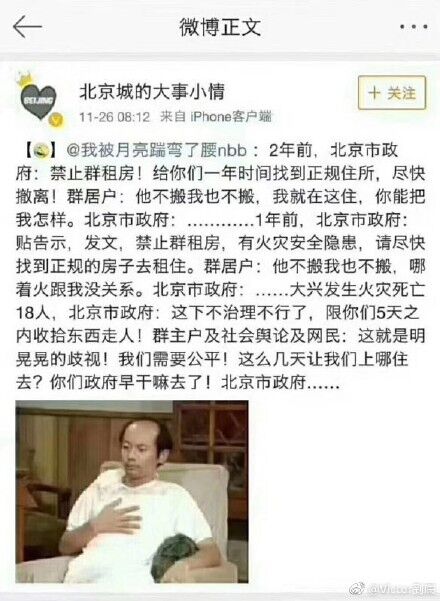 微博正文
北京城的大事小情
11-26 08:12 来自 iPhone客户端
+ 关注
BEIJING
【】@我被月亮踹弯了腰nbb：2年前，北京市政
府：禁止群租房！给你们一年时间找到正规住所，尽快
撤离！群居户：他不搬我也不搬，我就在这住，你能把
我怎样。北京市政府：…………1年前，北京市政府：
贴告示，发文，禁止群租房，有火灾安全隐患，请尽快
找到正规的房子去租住。群居户：他不搬我也不搬，哪
着火跟我没关系。北京市政府：……大兴发生火灾死亡
18人，北京市政府：这下不治理不行了，限你们5天之
内收拾东西走人！群主户及社会舆论及网民：这就是明
晃晃的歧视！我们需要公平！这么几天让我们上哪住
去？你们政府早干嘛去了！北京市政府……